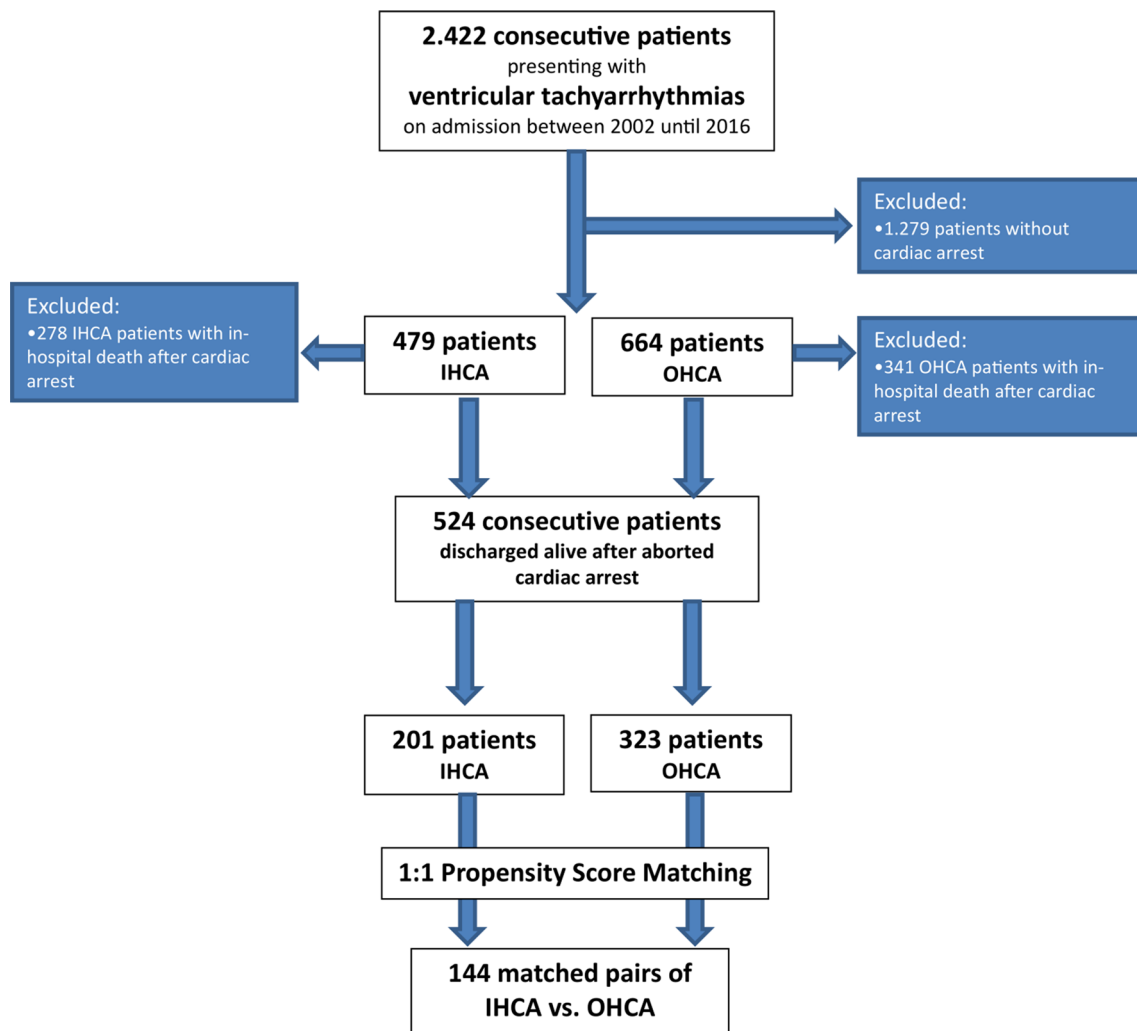 2.422 consecutive patients
presenting with
ventricular tachyarrhythmias
on admission between 2002 until 2016
Excluded:
•1.279 patients without
cardiac arrest
Excluded:
•278 IHCA patients with in-
hospital death after cardiac
arrest
479 patients
IHCA
664 patients
OHCA
Excluded:
•341 OHCA patients with in-
hospital death after cardiac
arrest
524 consecutive patients
discharged alive after aborted
cardiac arrest
201 patients
IHCA
323 patients
OHCA
1:1 Propensity Score Matching
144 matched pairs of
IHCA vs. OHCA